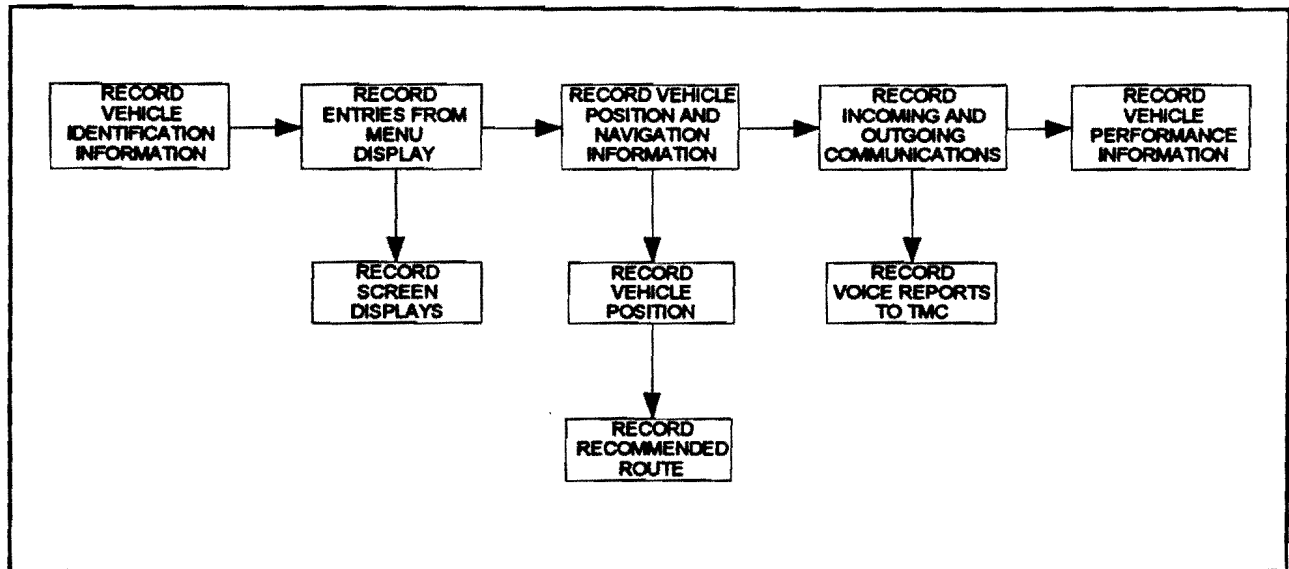 RECORD
VEHICLE
IDENTIFICATION
INFORMATION
RECORD
ENTRIES FROM
MENU
DISPLAY
RECORD VEHICLE
POSITION AND
NAVIGATION
INFORMATION
RECORD
INCOMING AND
OUTGOING
COMMUNICATIONS
RECORD
VEHICLE
PERFORMANCE
INFORMATION
RECORD
SCREEN
DISPLAYS
RECORD
VEHICLE
POSITION
RECORD
VOICE REPORTS
TO TMC
RECORD
RECOMMENDED
ROUTE